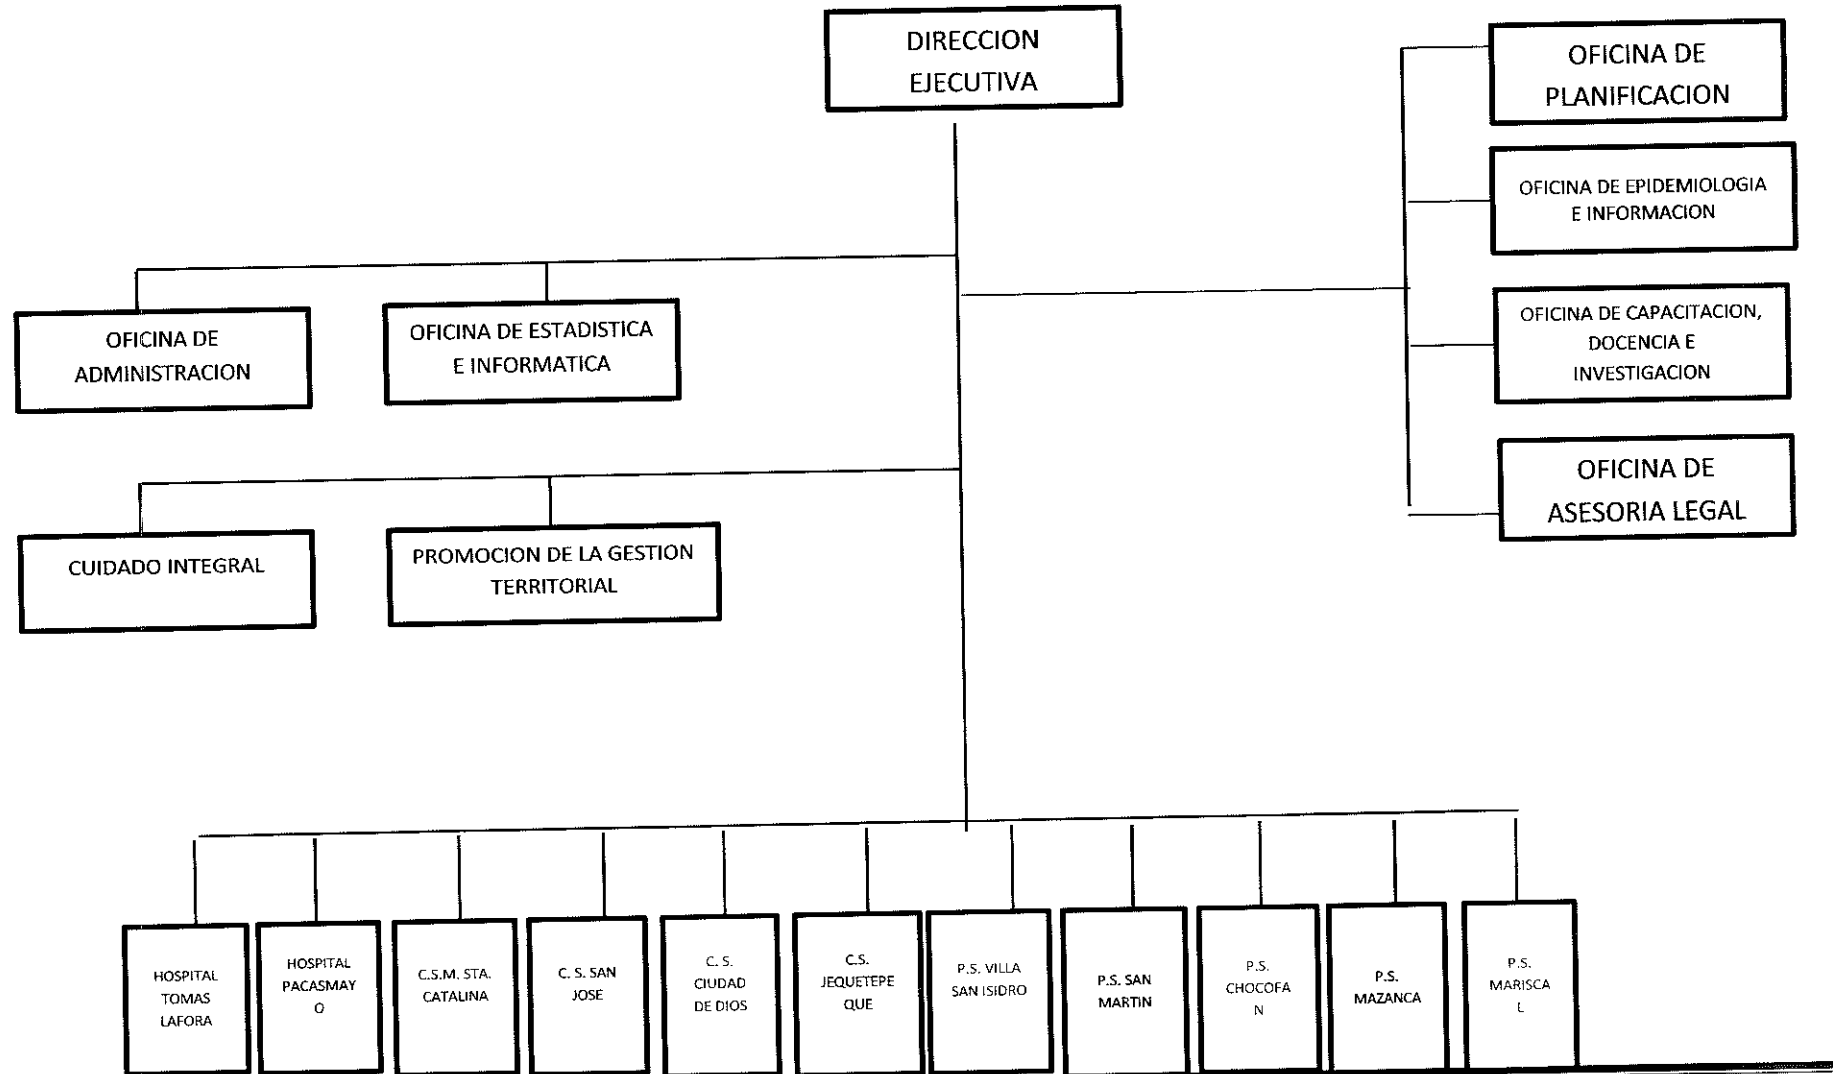 DIRECCION
EJECUTIVA
OFICINA DE
PLANIFICACION
OFICINA DE EPIDEMIOLOGIA
E INFORMACION
OFICINA DE CAPACITACION,
DOCENCIA E
INVESTIGACION
OFICINA DE
ASESORIA LEGAL
OFICINA DE
ADMINISTRACION
OFICINA DE ESTADISTICA
E INFORMATICA
CUIDADO INTEGRAL
PROMOCION DE LA GESTION
TERRITORIAL
HOSPITAL
TOMAS
LAFORA
HOSPITAL
PACASMAY
O
C.S.M. STA.
CATALINA
C. S. SAN
JOSE
C. S.
CIUDAD
DE DIOS
C.S.
JEQUETEPE
QUE
P.S. VILLA
SAN ISIDRO
P.S. SAN
MARTIN
P.S.
CHOCOFA
N
P.S.
MAZANCA
P.S.
MARISCA
L